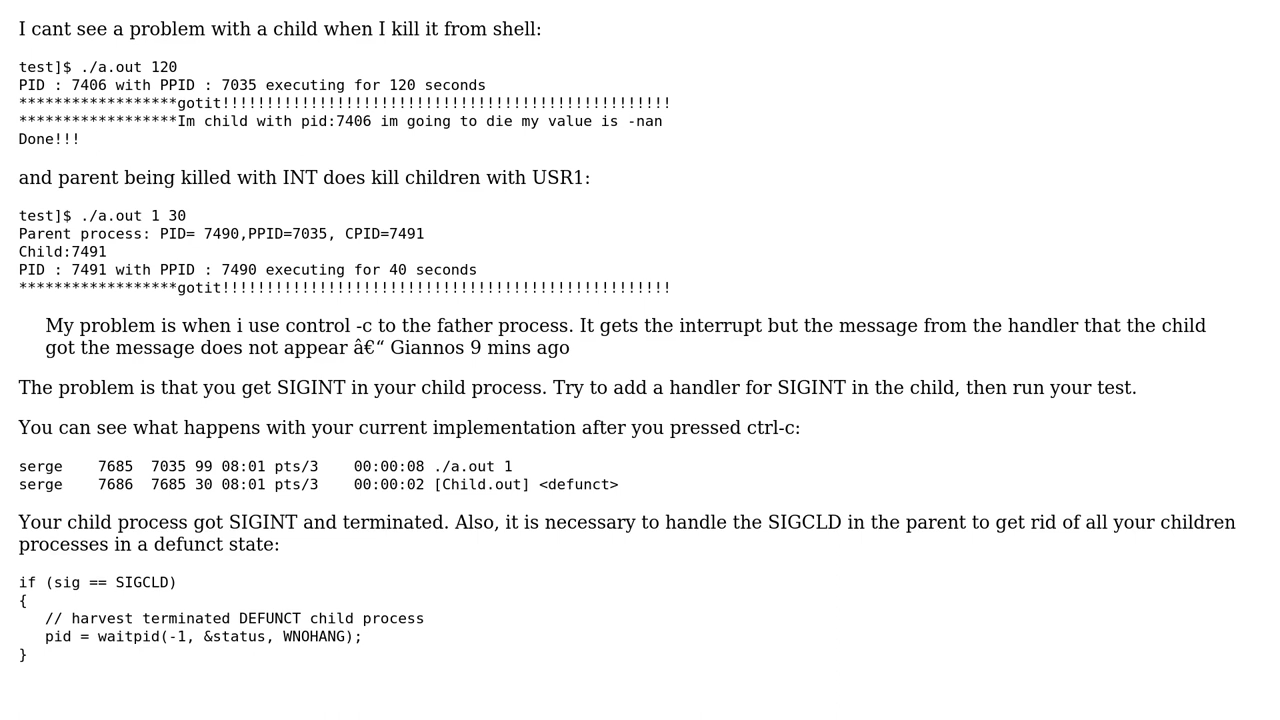 I cant see a problem with a child when I kill it from shell:
test]$ ./a.out 120
PID : 7406 with PPID : 7035 executing for 120 seconds
******************gotit!!!!!!!!!!!!!!!!!!!!!!!!!!!!!!!!!!!!!!!!!!!!!!!!!!!
******************Im child with pid:7406 im going to die my value is -nan
Done!!!
and parent being killed with INT does kill children with USR1:
test]$ ./a.out 1 30
Parent process: PID= 7490,PPID=7035, CPID=7491
Child:7491
PID : 7491 with PPID : 7490 executing for 40 seconds
******************gotit!!!!!!!!!!!!!!!!!!!!!!!!!!!!!!!!!!!!!!!!!!!!!!!!!!!
My problem is when i use control -c to the father process. It gets the interrupt but the message from the handler that the child
got the message does not appear â€“ Giannos 9 mins ago
The problem is that you get SIGINT in your child process. Try to add a handler for SIGINT in the child, then run your test.
You can see what happens with your current implementation after you pressed ctrl-c:
serge    7685  7035 99 08:01 pts/3    00:00:08 ./a.out 1
serge    7686  7685 30 08:01 pts/3    00:00:02 [Child.out] <defunct>
Your child process got SIGINT and terminated. Also, it is necessary to handle the SIGCLD in the parent to get rid of all your children
processes in a defunct state:
if (sig == SIGCLD)
{
   // harvest terminated DEFUNCT child process
   pid = waitpid(-1, &status, WNOHANG);
}